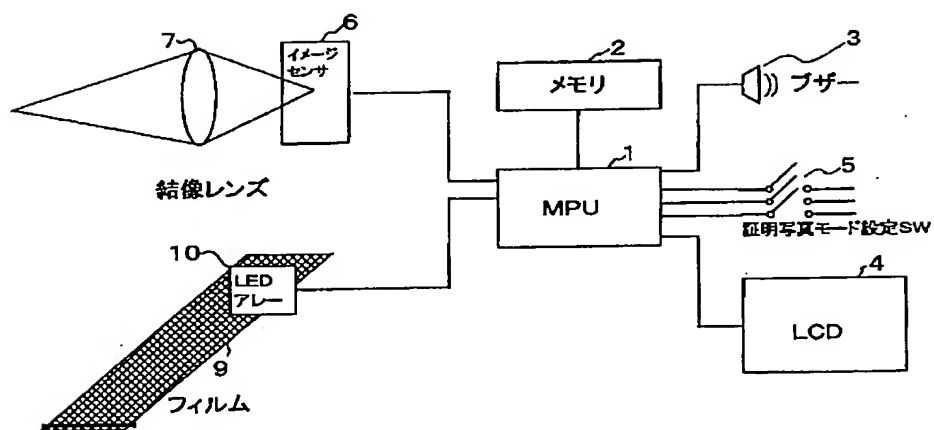 7
6
イメージ
センサ
2
メモリ
3
ブザー
結像レンズ
1
MPU
5
証明写真モード設定SW
10
LED
アレー
4
LCD
9
フィルム